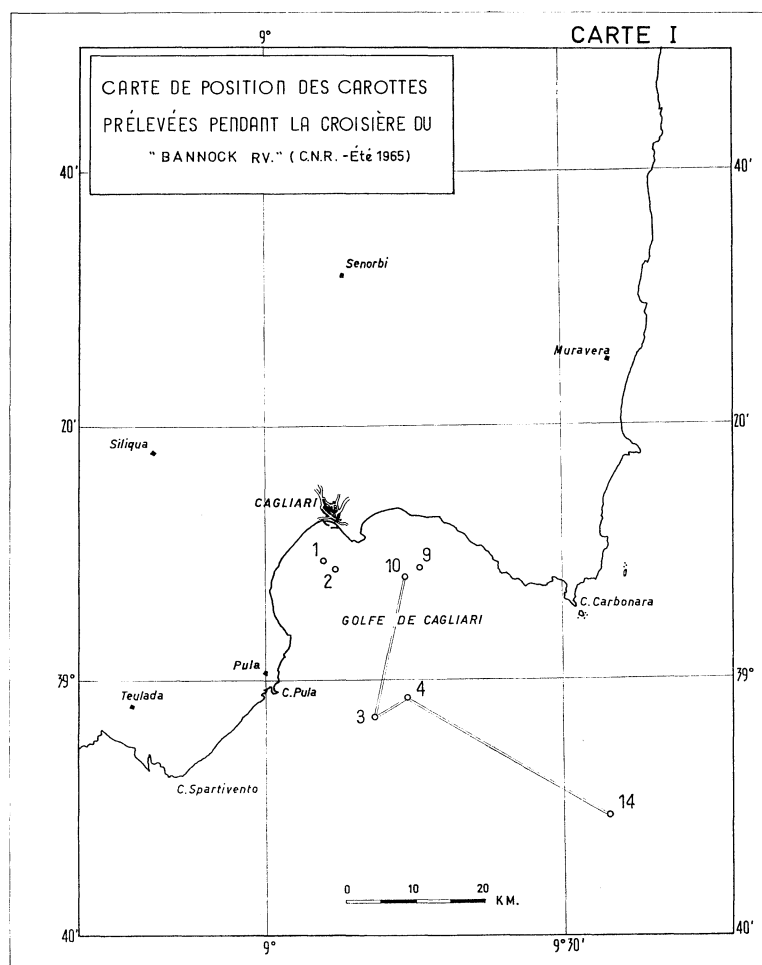 CARTE I
9°
CARTE DE POSITION DES CAROTTES
PRÉLEVÉES PENDANT LA CROISIÈRE DU
" BANNOCK RV." ( C.N.R. -Été 1965)
40'
40'
Senorbi
Muravera
20'
20'
Siliqua
CAGLIARI
1
2
10
9
C. Carbonara
GOLFE DE CAGLIARI
Pula
39°
39°
Teulada
C. Pula
3
4
C. Spartivento
14
0 10 20
KM.
40'
40'
9°
9° 30'